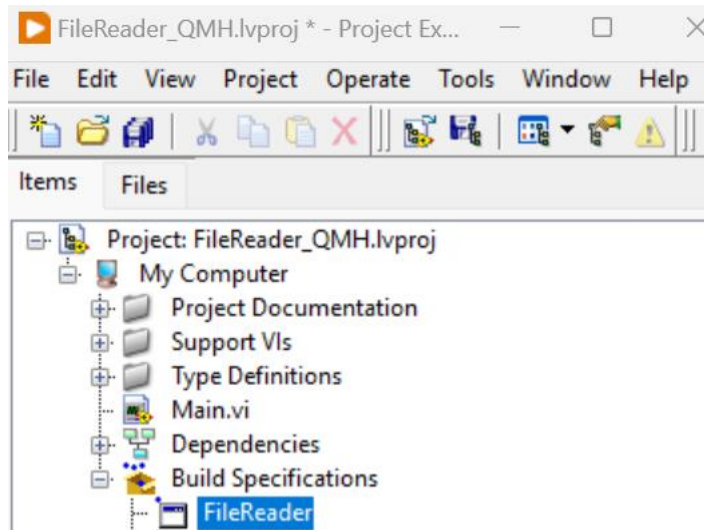 FileReader_QMH.lvproj * - Project Ex...
File Edit View Project Operate Tools Window Help
Items Files
Project: FileReader_QMH.lvproj
My Computer
Project Documentation
Support VIs
Type Definitions
Main.vi
Dependencies
Build Specifications
FileReader